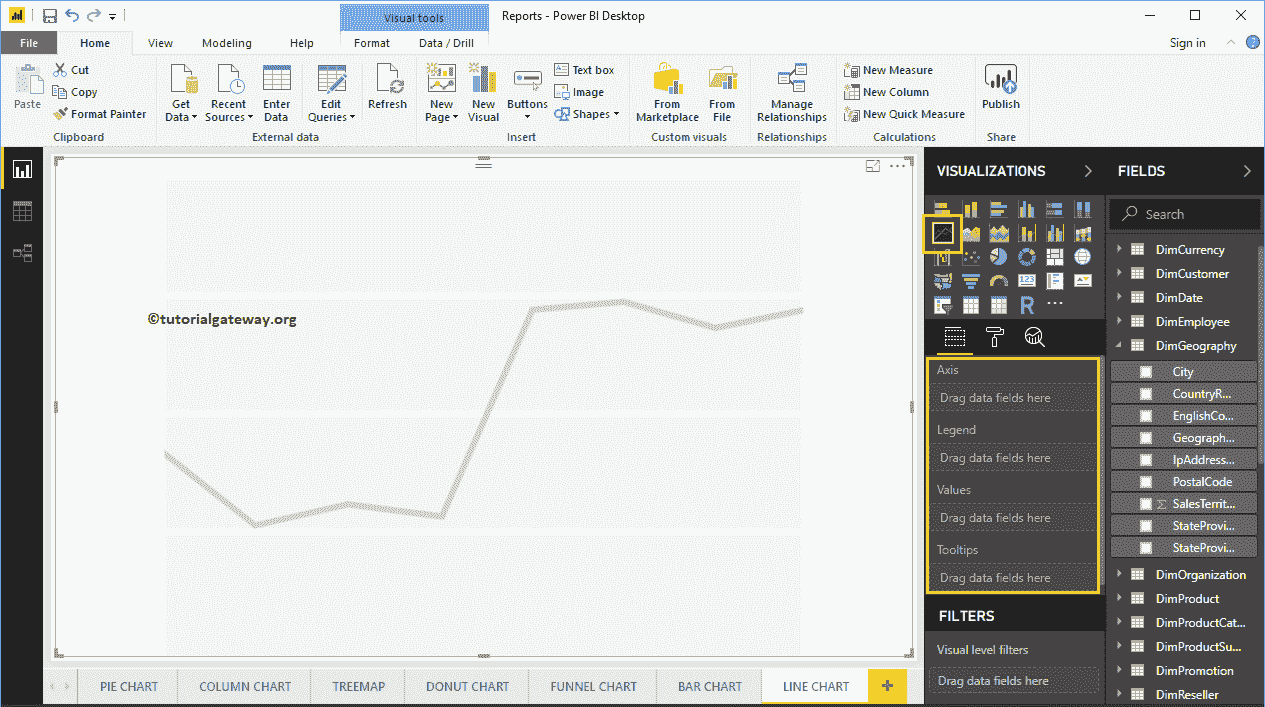 Visual tools
Reports - Power BI Desktop
File
Home
View
Modeling
Help
Format
Data / Drill
Sign in
?
Paste
Cut
Copy
Format Painter
Clipboard
Get Data
Recent Sources
Enter Data
Edit Queries
External data
Refresh
New Page
New Visual
Buttons
Text box
Image
Shapes
Insert
From Marketplace
From File
Custom visuals
Manage Relationships
Relationships
New Measure
New Column
New Quick Measure
Calculations
Publish
Share
©tutorialgateway.org
VISUALIZATIONS
123
R
Axis
Drag data fields here
Legend
Drag data fields here
Values
Drag data fields here
Tooltips
Drag data fields here
FILTERS
Visual level filters
Drag data fields here
FIELDS
Search
DimCurrency
DimCustomer
DimDate
DimEmployee
DimGeography
City
CountryR...
EnglishCo...
Geograph...
IpAddress...
PostalCode
Σ SalesTerrit...
StateProvi...
StateProvi...
DimOrganization
DimProduct
DimProductCat...
DimProductSu...
DimPromotion
DimReseller
PIE CHART
COLUMN CHART
TREEMAP
DONUT CHART
FUNNEL CHART
BAR CHART
LINE CHART
+